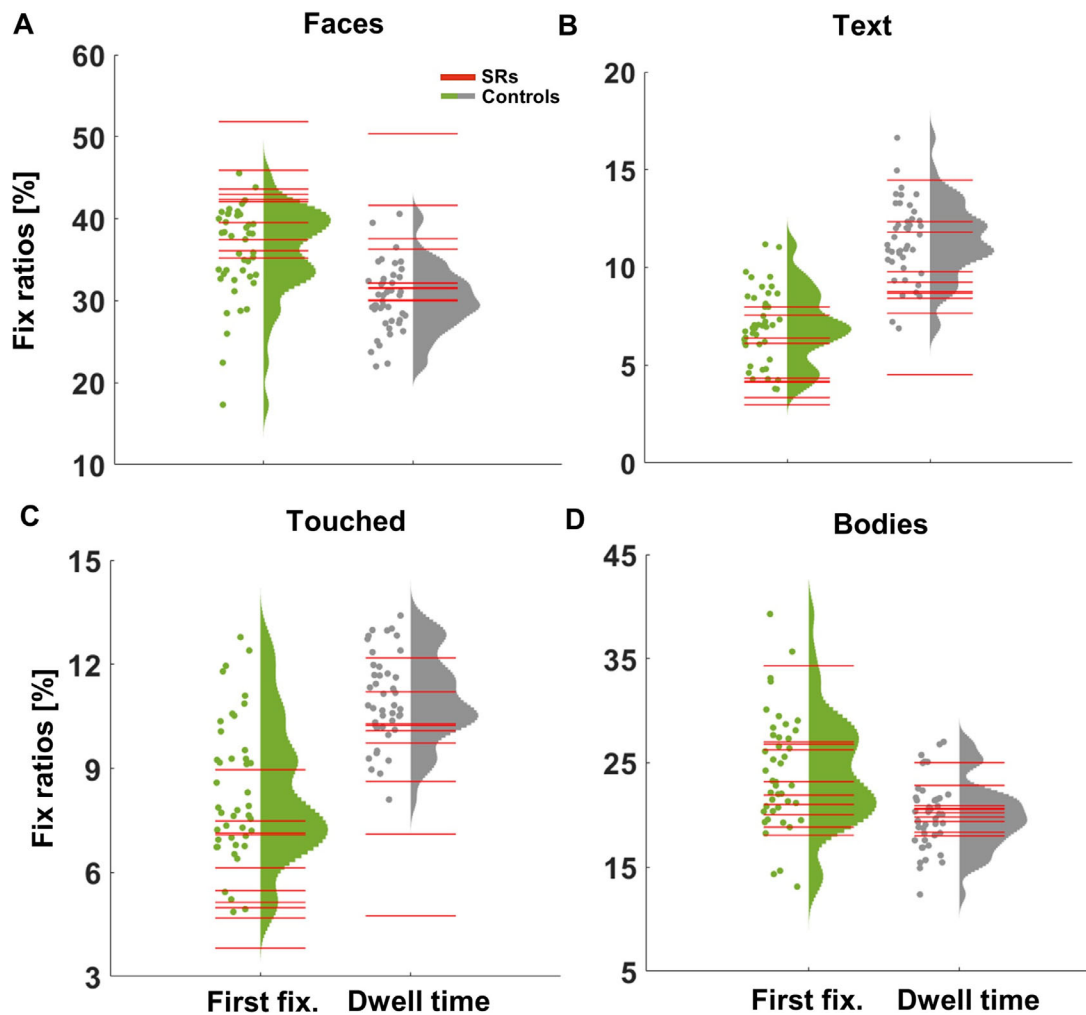 A
Faces
60
50
40
30
20
10
Fix ratios [%]
SRs
Controls
B
Text
20
15
10
5
0
C
Touched
15
12
9
6
3
Fix ratios [%]
First fix.
Dwell time
D
Bodies
45
35
25
15
5
First fix.
Dwell time